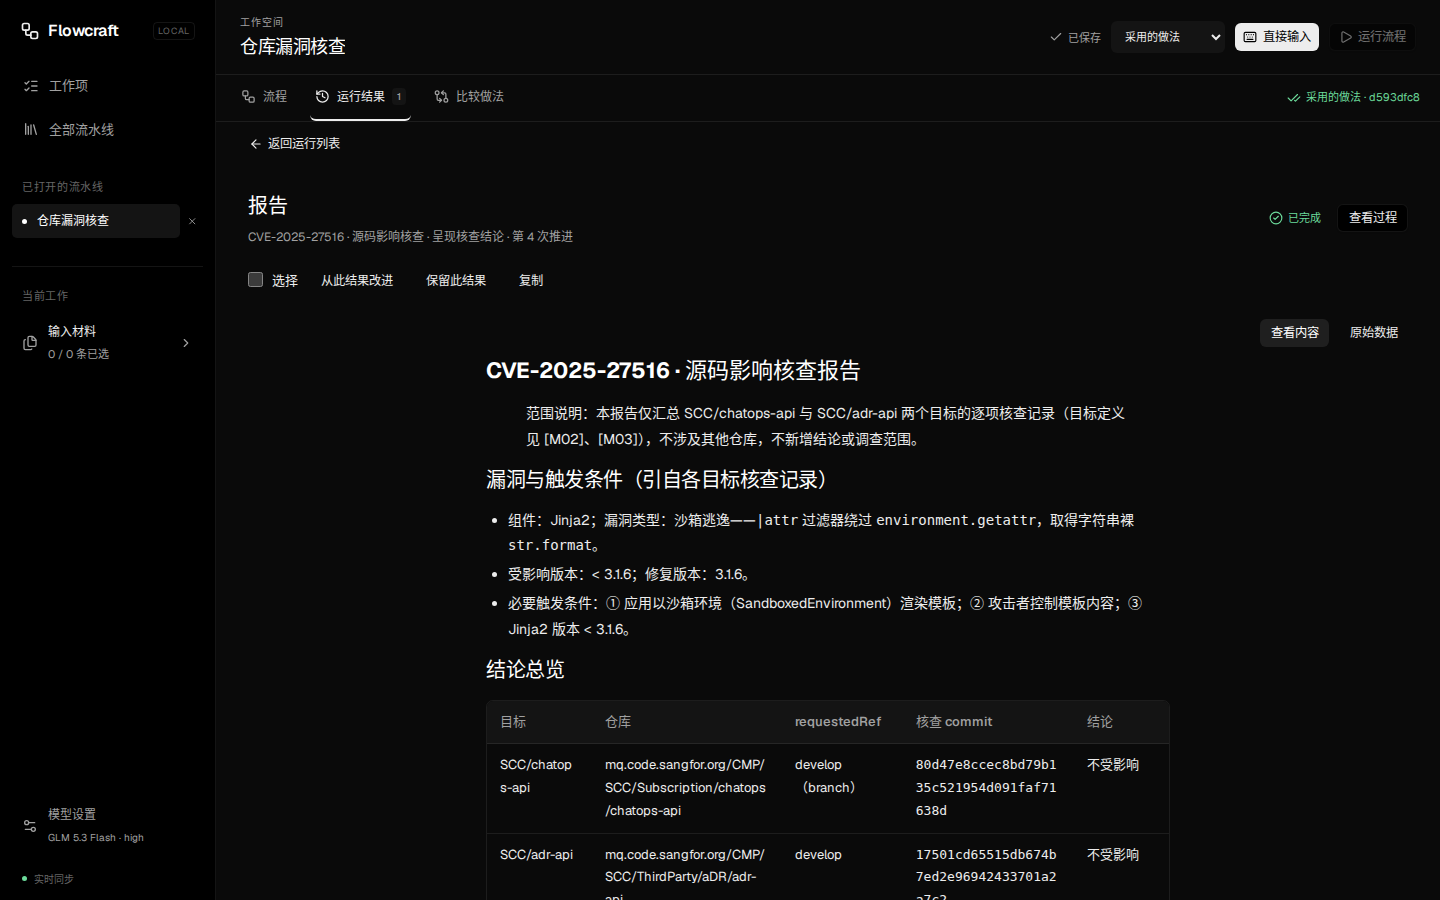 Flowcraft
LOCAL
工作项
全部流水线
已打开的流水线
仓库漏洞核查
当前工作
输入材料
0 / 0 条已选
模型设置
GLM 5.3 Flash · high
实时同步
工作空间
仓库漏洞核查
已保存
采用的做法
直接输入
运行流程
流程
运行结果 1
比较做法
采用的做法 · d593dfc8
返回运行列表
报告
CVE-2025-27516 · 源码影响核查 · 呈现核查结论 · 第 4 次推进
已完成
查看过程
选择
从此结果改进
保留此结果
复制
查看内容
原始数据
CVE-2025-27516 · 源码影响核查报告
范围说明：本报告仅汇总 SCC/chatops-api 与 SCC/adr-api 两个目标的逐项核查记录（目标定义
见 [M02]、[M03]），不涉及其他仓库，不新增结论或调查范围。
漏洞与触发条件（引自各目标核查记录）
组件：Jinja2；漏洞类型：沙箱逃逸——|attr 过滤器绕过 environment.getattr，取得字符串裸
str.format。
受影响版本：< 3.1.6；修复版本：3.1.6。
必要触发条件：① 应用以沙箱环境（SandboxedEnvironment）渲染模板；② 攻击者控制模板内容；③
Jinja2 版本 < 3.1.6。
结论总览
目标 仓库 requestedRef 核查 commit 结论
SCC/chatop mq.code.sangfor.org/CMP/ develop 80d47e8ccec8bd79b1 不受影响
s-api SCC/Subscription/chatops （branch） 35c521954d091faf71
/chatops-api 638d
SCC/adr-api mq.code.sangfor.org/CMP/ develop 17501cd65515db674b 不受影响
SCC/ThirdParty/aDR/adr- 7ed2e96942433701a2
api a7c2